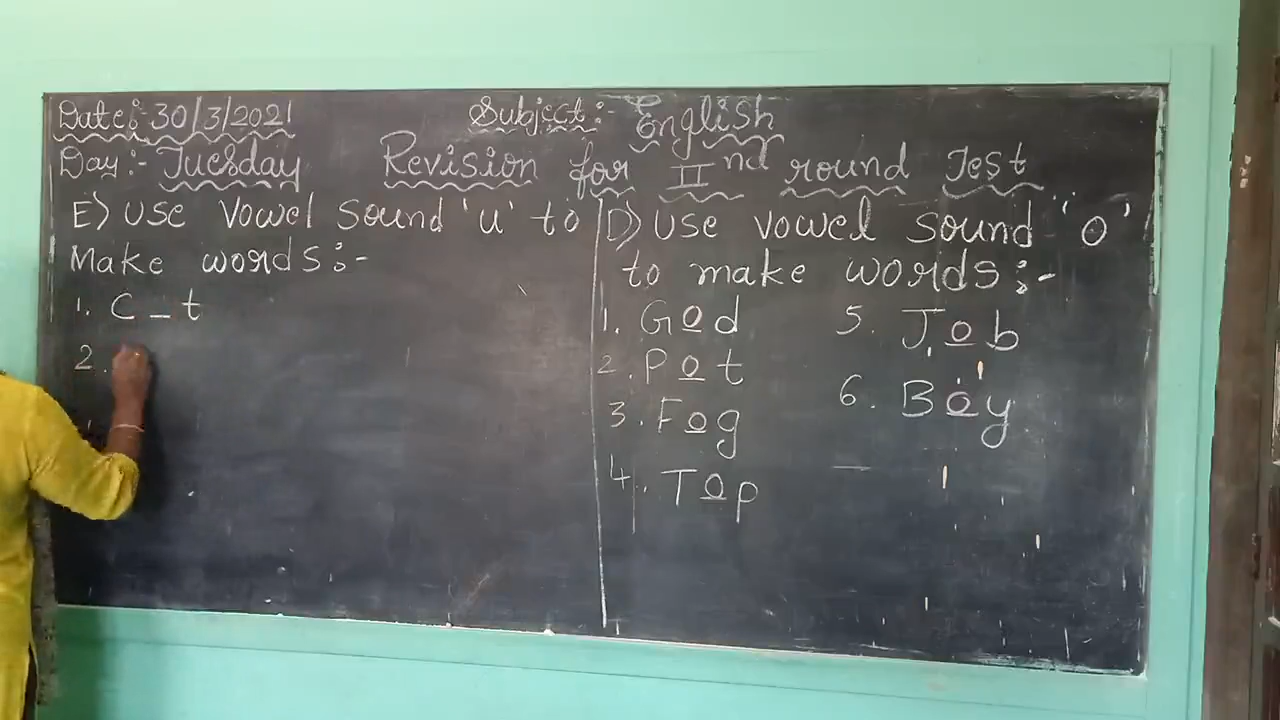 Date:-30/3/2021
Subject:- English
Day:- Tuesday
Revision for IInd round Test
E) Use vowel sound 'u' to
Make words:-
1. C _ t
2.
D) Use vowel sound 'o'
to make words:-
1. God
2. Pot
3. Fog
4. Top
5. Job
6. Boy